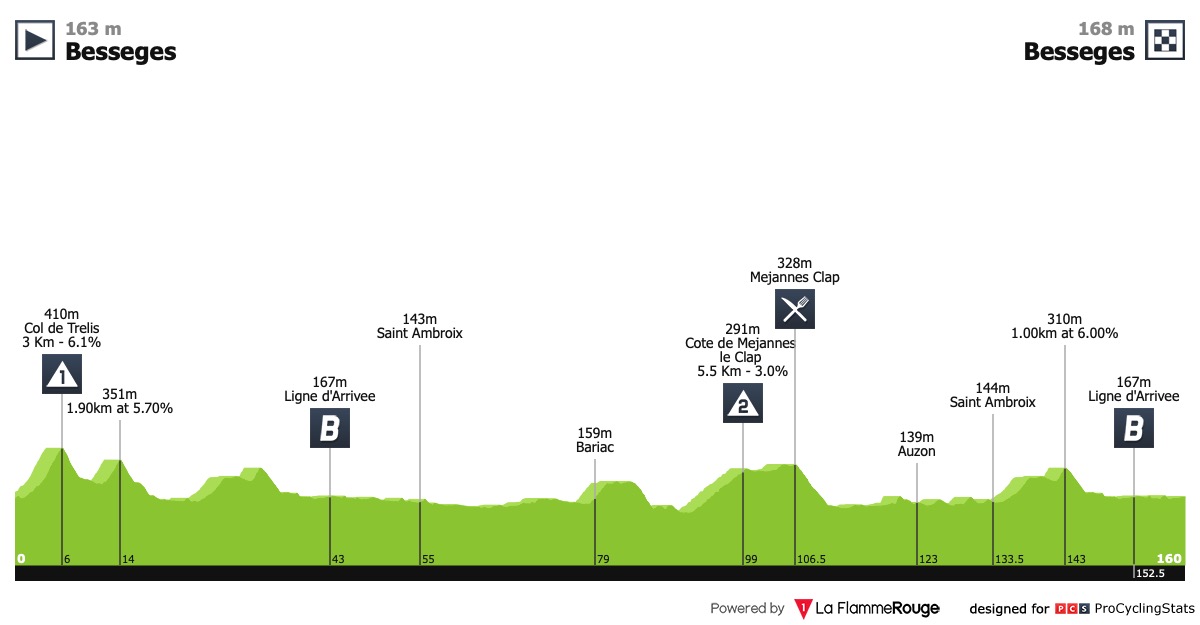 163 m
Besseges
168 m
Besseges
410m
Col de Trelis
3 Km - 6.1%
1
351m
1.90km at 5.70%
167m
Ligne d'Arrivee
B
143m
Saint Ambroix
159m
Bariac
291m
Cote de Mejannes
le Clap
5.5 Km - 3.0%
2
328m
Mejannes Clap
139m
Auzon
144m
Saint Ambroix
310m
1.00km at 6.00%
167m
Ligne d'Arrivee
B
0
6
14
43
55
79
99
106.5
123
133.5
143
152.5
160
Powered by 1 La FlammeRouge
designed for PCS ProCyclingStats